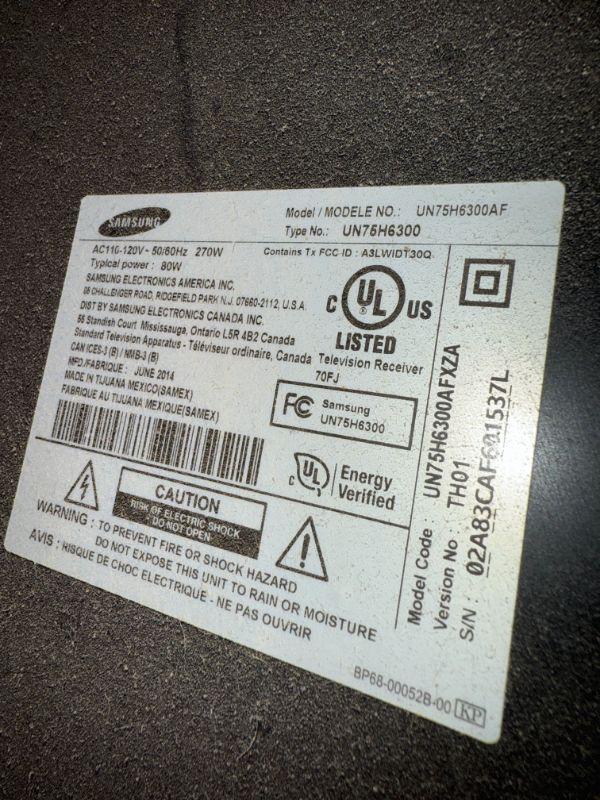 SAMSUNG
Model / MODELE NO.: UN75H6300AF
Type No.: UN75H6300
AC110-120V~ 50/60Hz 270W
Typical power : 80W
Contains Tx FCC ID : A3LWIDT30Q
SAMSUNG ELECTRONICS AMERICA INC.
85 CHALLENGER ROAD, RIDGEFIELD PARK N.J. 07660-2112, U.S.A.
DIST BY SAMSUNG ELECTRONICS CANADA INC.
55 Standish Court Mississauga, Ontario L5R 4B2 Canada
Standard Television Apparatus - Téléviseur ordinaire, Canada
CAN ICES-3 (B) / NMB-3 (B)
MFD/FABRIQUE : JUNE 2014
MADE IN TIJUANA MEXICO(SAMEX)
FABRIQUE AU TIJUANA MEXIQUE(SAMEX)
C UL US
LISTED
Television Receiver
70FJ
FC Samsung
UN75H6300
C UL Energy
Verified
CAUTION
RISK OF ELECTRIC SHOCK
DO NOT OPEN
WARNING : TO PREVENT FIRE OR SHOCK HAZARD
DO NOT EXPOSE THIS UNIT TO RAIN OR MOISTURE
AVIS : RISQUE DE CHOC ELECTRIQUE - NE PAS OUVRIR
Model Code : UN75H6300AFXZA
Version No : TH01
S/N : 02A83CAF601537L
BP68-00052B-00 KP